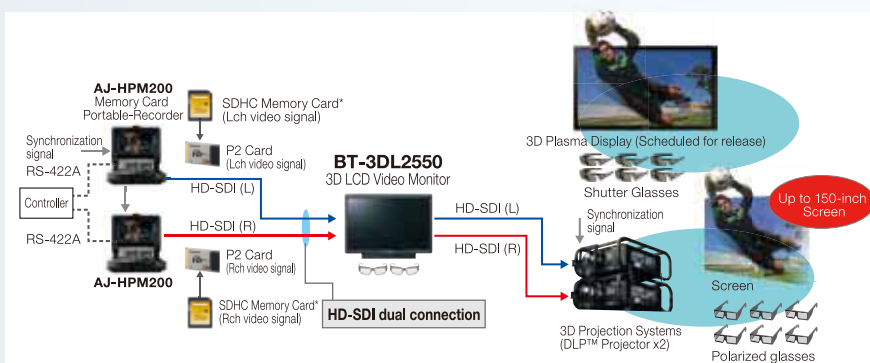 AJ-HPM200
Memory Card
Portable-Recorder
SDHC Memory Card*
(Lch video signal)
Synchronization
signal
P2 Card
(Lch video signal)
RS-422A
Controller
HD-SDI (L)
BT-3DL2550
3D LCD Video Monitor
HD-SDI (R)
RS-422A
P2 Card
(Rch video signal)
AJ-HPM200
SDHC Memory Card*
(Rch video signal)
HD-SDI dual connection
HD-SDI (L)
HD-SDI (R)
3D Plasma Display (Scheduled for release)
Shutter Glasses
Synchronization
signal
Up to 150-inch
Screen
Screen
3D Projection Systems
(DLP™ Projector x2)
Polarized glasses